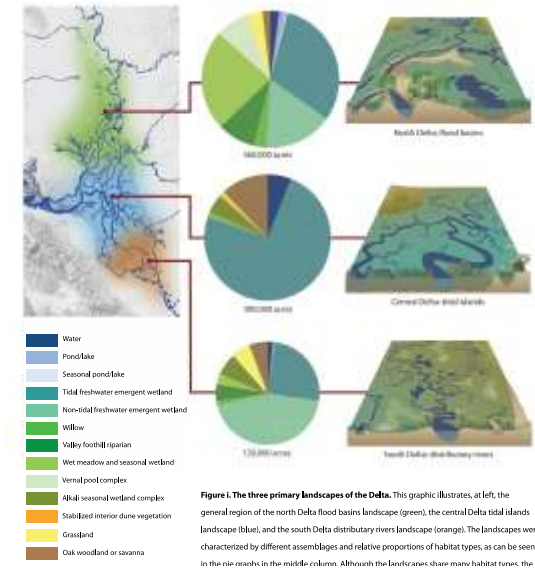 North Delta flood basins
Central Delta tidal islands
120,000 acres
South Delta distributary rivers
Water
Pond/lake
Seasonal pond/lake
Tidal freshwater emergent wetland
Non-tidal freshwater emergent wetland
Willow
Valley foothill riparian
Wet meadow and seasonal wetland
Vernal pool complex
Alkali seasonal wetland complex
Stabilized interior dune vegetation
Grassland
Oak woodland or savanna
Figure i. The three primary landscapes of the Delta. This graphic illustrates, at left, the
general region of the north Delta flood basins landscape (green), the central Delta tidal islands
landscape (blue), and the south Delta distributary rivers landscape (orange). The landscapes were
characterized by different assemblages and relative proportions of habitat types, as can be seen
in the pie graphs in the middle column. Although the landscapes share many habitat types, the